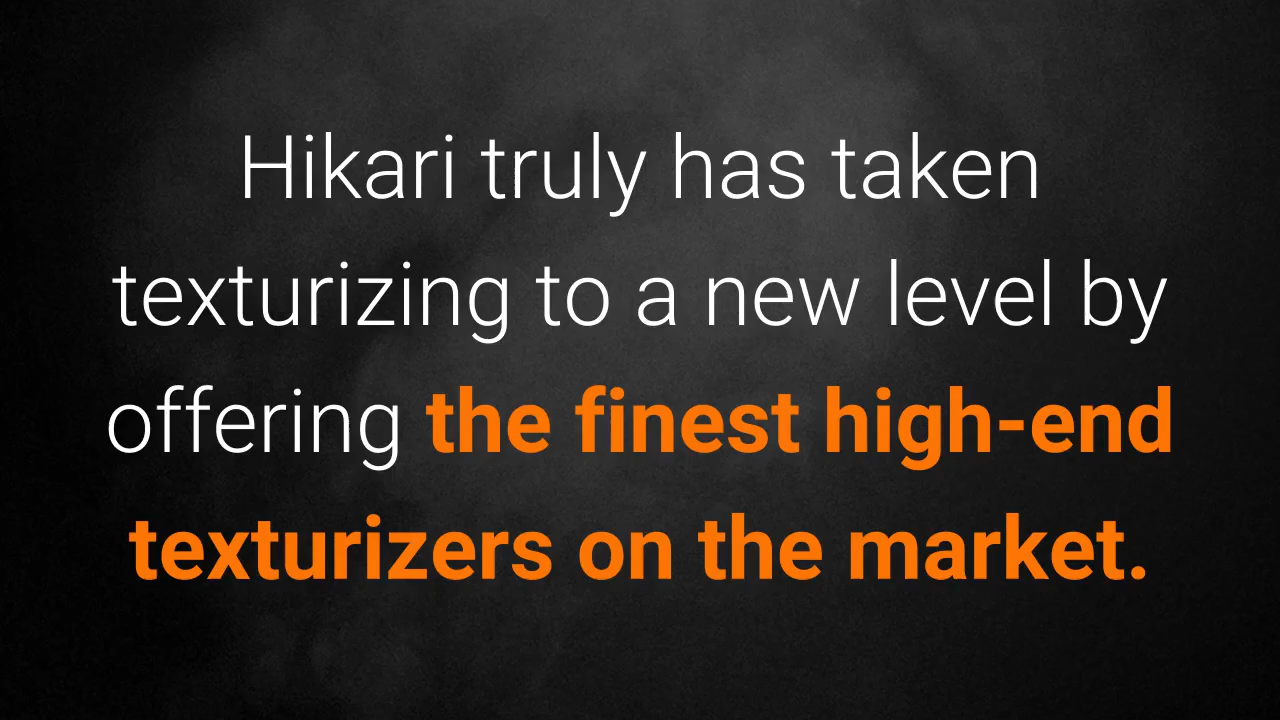 Hikari truly has taken
texturizing to a new level by
offering the finest high-end
texturizers on the market.